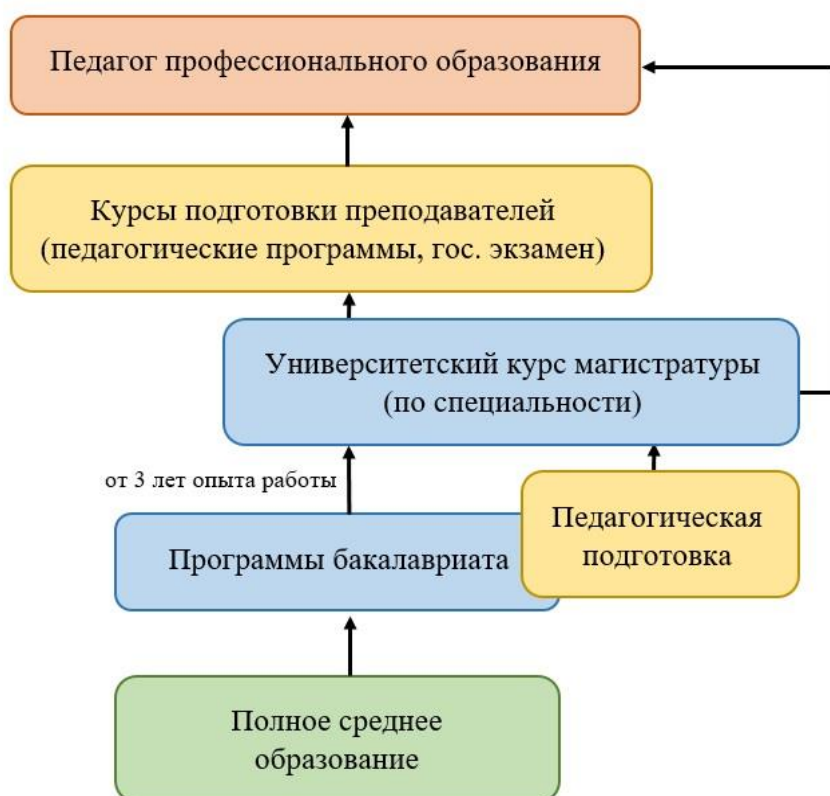 Педагог профессионального образования
Курсы подготовки преподавателей
(педагогические программы, гос. экзамен)
Университетский курс магистратуры
(по специальности)
от 3 лет опыта работы
Программы бакалавриата
Педагогическая
подготовка
Полное среднее
образование